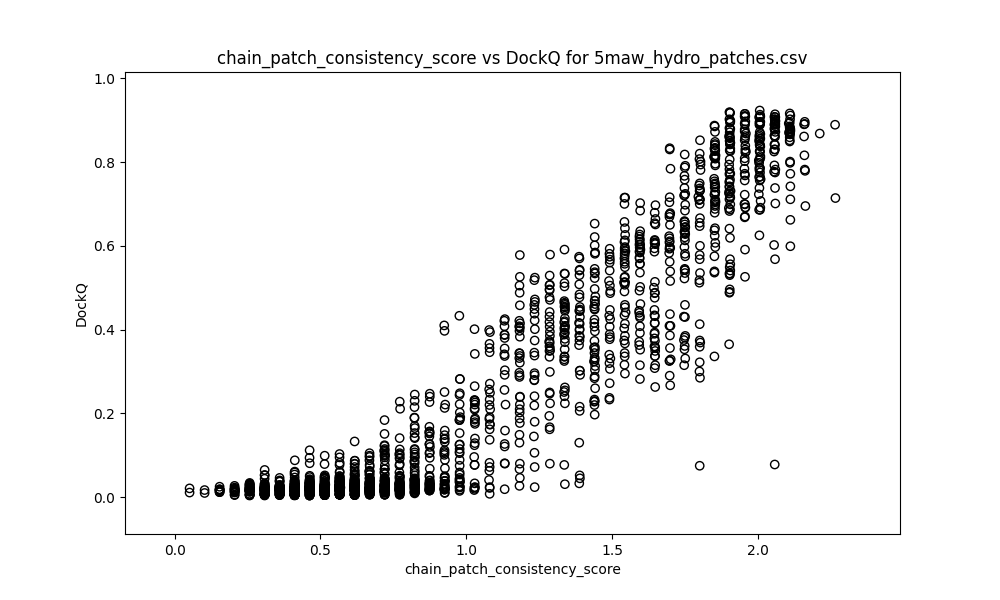 chain_patch_consistency_score vs DockQ for 5maw_hydro_patches.csv
1.0
0.8
0.6
0.4
0.2
0.0
DockQ
0.0 0.5 1.0 1.5 2.0
chain_patch_consistency_score